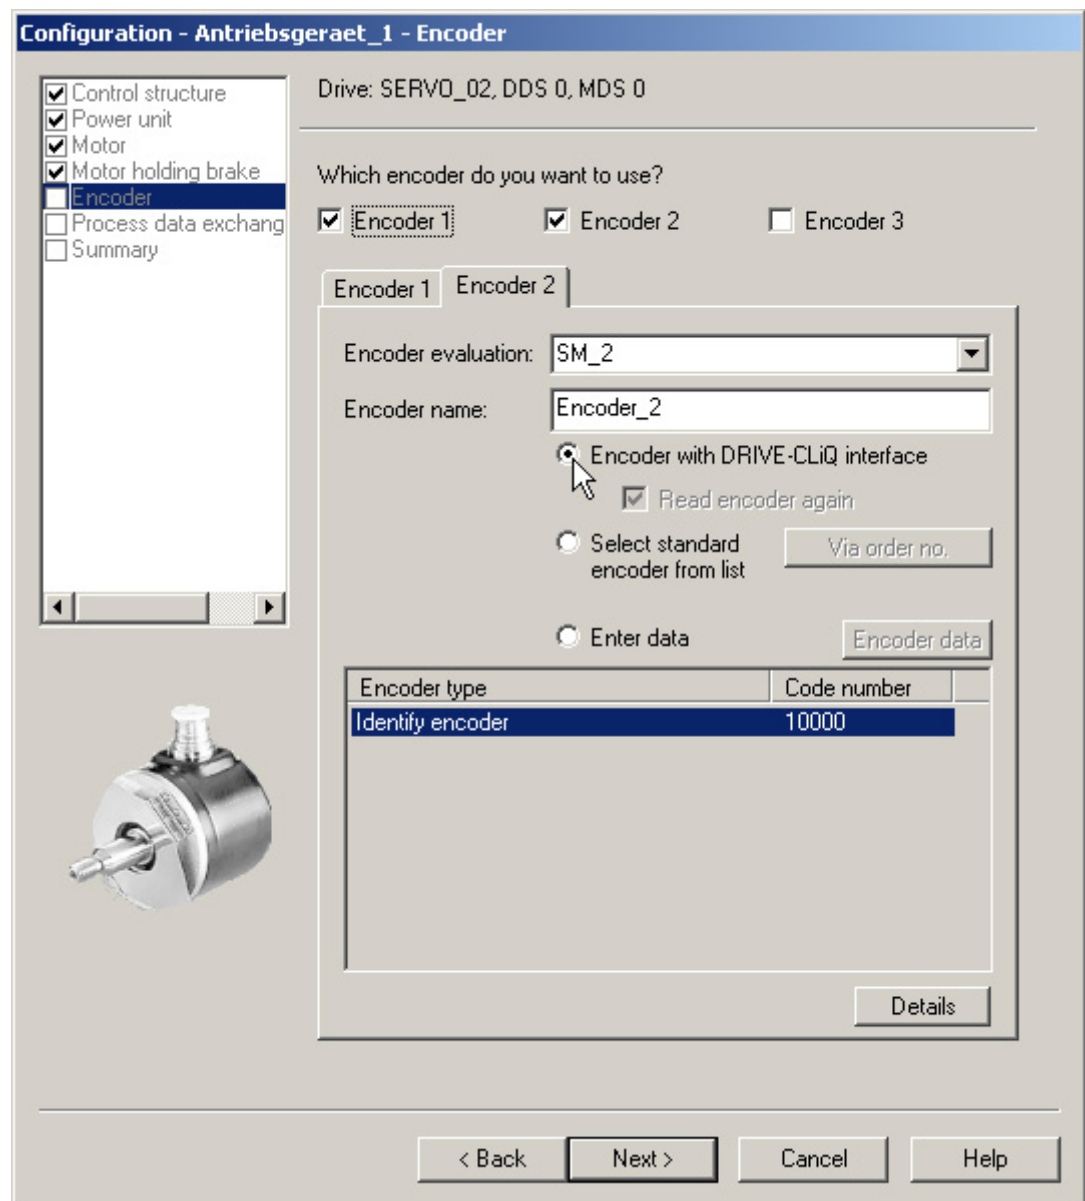 Configuration - Antriebsgeraet_1 - Encoder
Control structure
Power unit
Motor
Motor holding brake
Encoder
Process data exchang
Summary
Drive: SERVO_02, DDS 0, MDS 0
Which encoder do you want to use?
Encoder 1 Encoder 2 Encoder 3
Encoder 1 Encoder 2
Encoder evaluation: SM_2
Encoder name: Encoder_2
Encoder with DRIVE-CLiQ interface
Read encoder again
Select standard
encoder from list
Via order no.
Enter data Encoder data
Encoder type Code number
Identify encoder 10000
Details
< Back Next > Cancel Help